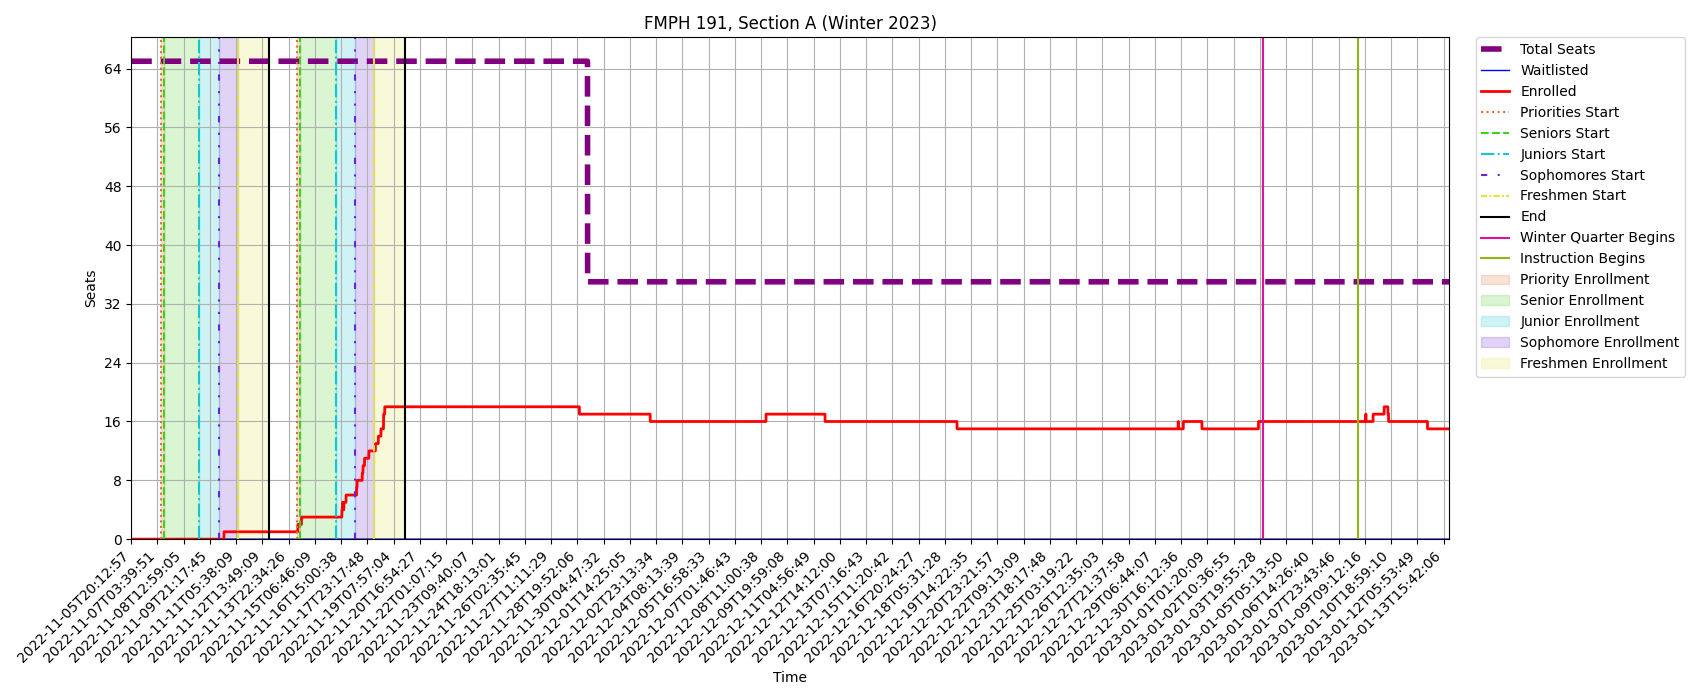 FMPH 191, Section A (Winter 2023)
Seats
64
56
48
40
32
24
16
8
0
2022-11-05T20:12:57
2022-11-07T03:39:51
2022-11-08T12:59:05
2022-11-09T21:17:45
2022-11-11T05:38:09
2022-11-12T13:49:09
2022-11-13T22:34:26
2022-11-15T06:46:09
2022-11-16T15:00:38
2022-11-17T23:17:48
2022-11-19T07:57:04
2022-11-20T16:54:27
2022-11-22T01:07:15
2022-11-23T09:40:07
2022-11-24T18:13:01
2022-11-26T02:35:45
2022-11-27T11:11:29
2022-11-28T19:52:06
2022-11-30T04:47:32
2022-12-01T14:25:05
2022-12-02T23:13:34
2022-12-04T08:13:39
2022-12-05T16:58:33
2022-12-07T01:46:43
2022-12-08T11:00:38
2022-12-09T19:59:08
2022-12-11T04:56:49
2022-12-12T14:12:00
2022-12-13T07:16:43
2022-12-15T11:20:42
2022-12-16T20:24:27
2022-12-18T05:31:28
2022-12-19T14:22:35
2022-12-20T23:21:57
2022-12-22T09:13:09
2022-12-23T18:17:48
2022-12-25T03:19:22
2022-12-26T12:35:03
2022-12-27T21:37:58
2022-12-29T06:44:07
2022-12-30T16:12:36
2023-01-01T01:20:09
2023-01-02T10:36:55
2023-01-03T19:55:28
2023-01-05T05:13:50
2023-01-06T14:26:40
2023-01-07T23:43:46
2023-01-09T09:12:16
2023-01-10T18:59:10
2023-01-12T05:53:49
2023-01-13T15:42:06
Time
Total Seats
Waitlisted
Enrolled
Priorities Start
Seniors Start
Juniors Start
Sophomores Start
Freshmen Start
End
Winter Quarter Begins
Instruction Begins
Priority Enrollment
Senior Enrollment
Junior Enrollment
Sophomore Enrollment
Freshmen Enrollment